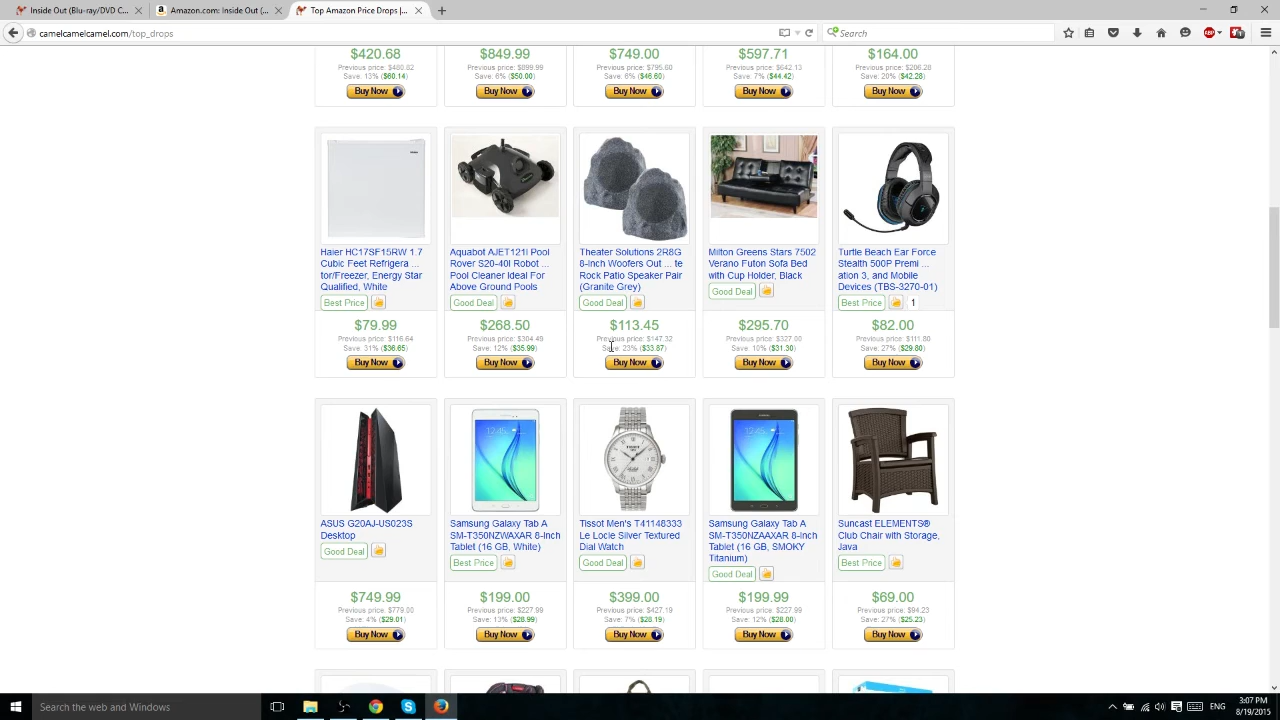 Inside Out (Blu-ray/DVD C...
Amazon.com: Inside Out (...
Top Amazon Price Drops |...
camelcamelcamel.com/top_drops
Search
$420.68 $849.99 $749.00 $597.71 $164.00
Previous price: $480.82 Previous price: $899.99 Previous price: $795.60 Previous price: $642.13 Previous price: $206.28
Save: 13% ($60.14) Save: 6% ($50.00) Save: 6% ($46.60) Save: 7% ($44.42) Save: 20% ($42.28)
Buy Now Buy Now Buy Now Buy Now Buy Now
Haier HC17SF15RW 1.7
Cubic Feet Refrigera ...
tor/Freezer, Energy Star
Qualified, White
Best Price
$79.99
Previous price: $116.64
Save: 31% ($36.65)
Buy Now
Aquabot AJET121I Pool
Rover S20-40I Robot ...
Pool Cleaner Ideal For
Above Ground Pools
Good Deal
$268.50
Previous price: $304.49
Save: 12% ($35.99)
Buy Now
Theater Solutions 2R8G
8-Inch Woofers Out ... te
Rock Patio Speaker Pair
(Granite Grey)
Good Deal
$113.45
Previous price: $147.32
Save: 23% ($33.87)
Buy Now
Milton Greens Stars 7502
Verano Futon Sofa Bed
with Cup Holder, Black
Good Deal
$295.70
Previous price: $327.00
Save: 10% ($31.30)
Buy Now
Turtle Beach Ear Force
Stealth 500P Premi ...
ation 3, and Mobile
Devices (TBS-3270-01)
Best Price 1
$82.00
Previous price: $111.80
Save: 27% ($29.80)
Buy Now
ASUS G20AJ-US023S
Desktop
Good Deal
$749.99
Previous price: $779.00
Save: 4% ($29.01)
Buy Now
Samsung Galaxy Tab A
SM-T350NZWAXAR 8-Inch
Tablet (16 GB, White)
Best Price
$199.00
Previous price: $227.99
Save: 13% ($28.99)
Buy Now
Tissot Men's T41148333
Le Locle Silver Textured
Dial Watch
Good Deal
$399.00
Previous price: $427.19
Save: 7% ($28.19)
Buy Now
Samsung Galaxy Tab A
SM-T350NZAAXAR 8-Inch
Tablet (16 GB, SMOKY
Titanium)
Good Deal
$199.99
Previous price: $227.99
Save: 12% ($28.00)
Buy Now
Suncast ELEMENTS®
Club Chair with Storage,
Java
Best Price
$69.00
Previous price: $94.23
Save: 27% ($25.23)
Buy Now
Search the web and Windows
ENG
3:07 PM
8/19/2015